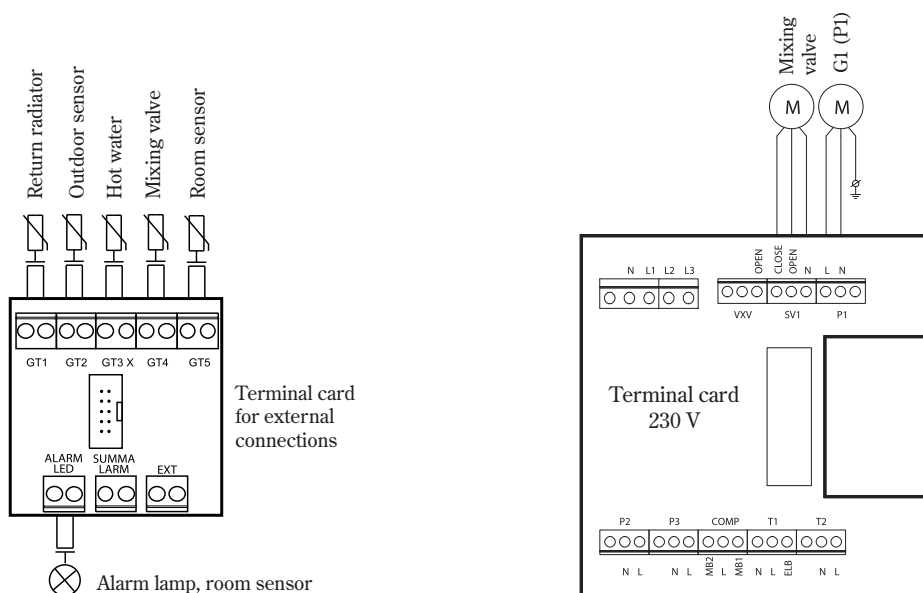 Return radiator
Outdoor sensor
Hot water
Mixing valve
Room sensor
GT1 GT2 GT3 X GT4 GT5
Terminal card
for external
connections
ALARM
LED
SUMMA
LARM
EXT
Alarm lamp, room sensor
Mixing
valve
G1 (P1)
M M
N L1 L2 L3
OPEN CLOSE OPEN N L N
VXV SV1 P1
Terminal card
230 V
P2 P3 COMP T1 T2
N L N L MB2 L MB1 N L ELB N L